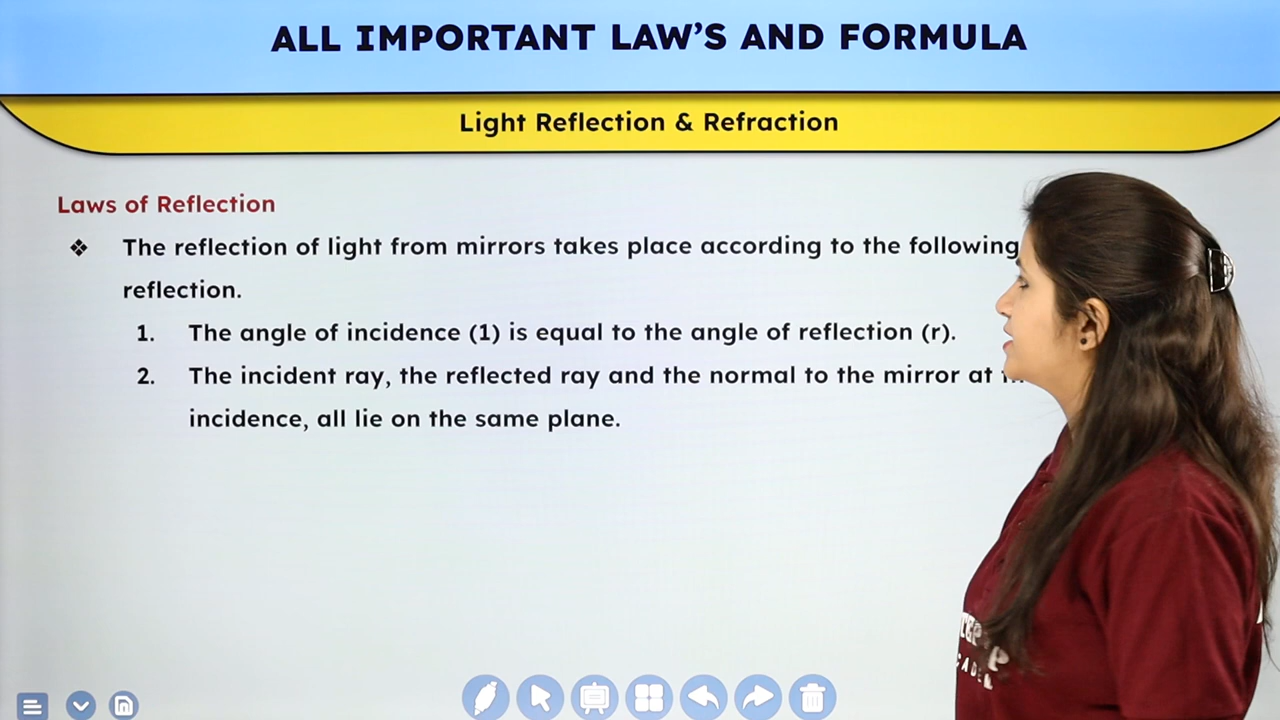 ALL IMPORTANT LAW’S AND FORMULA
Light Reflection & Refraction
Laws of Reflection
❖ The reflection of light from mirrors takes place according to the following
reflection.
1. The angle of incidence (1) is equal to the angle of reflection (r).
2. The incident ray, the reflected ray and the normal to the mirror at
incidence, all lie on the same plane.